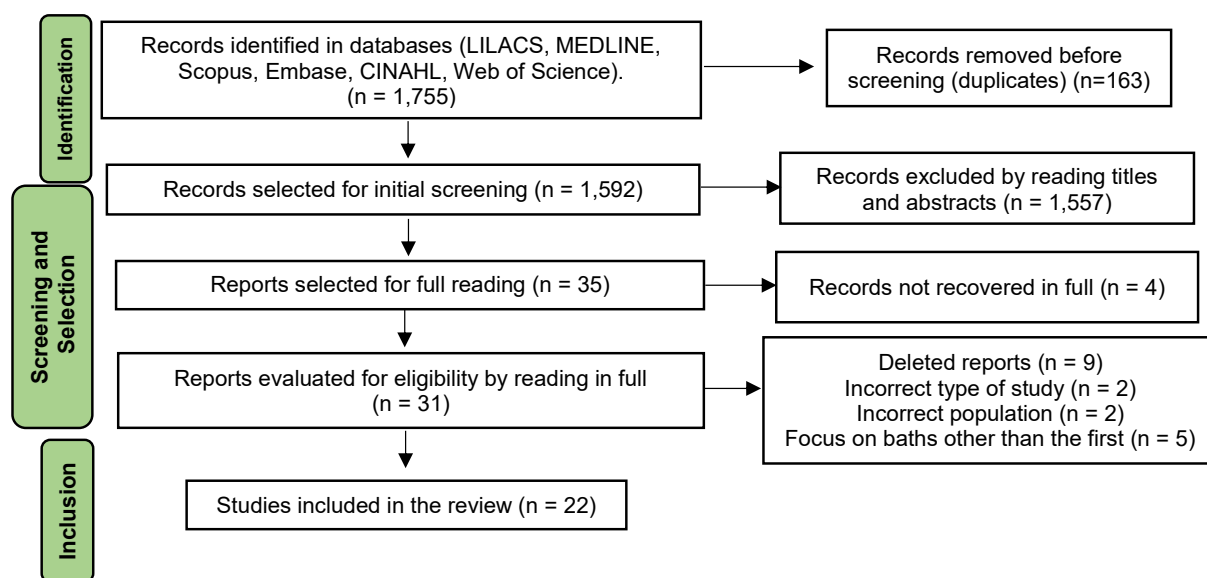 Identification
Records identified in databases (LILACS, MEDLINE,
Scopus, Embase, CINAHL, Web of Science).
(n = 1,755)
Records removed before
screening (duplicates) (n=163)
Screening and
Selection
Records selected for initial screening (n = 1,592)
Records excluded by reading titles
and abstracts (n = 1,557)
Reports selected for full reading (n = 35)
Records not recovered in full (n = 4)
Reports evaluated for eligibility by reading in full
(n = 31)
Deleted reports (n = 9)
Incorrect type of study (n = 2)
Incorrect population (n = 2)
Focus on baths other than the first (n = 5)
Inclusion
Studies included in the review (n = 22)